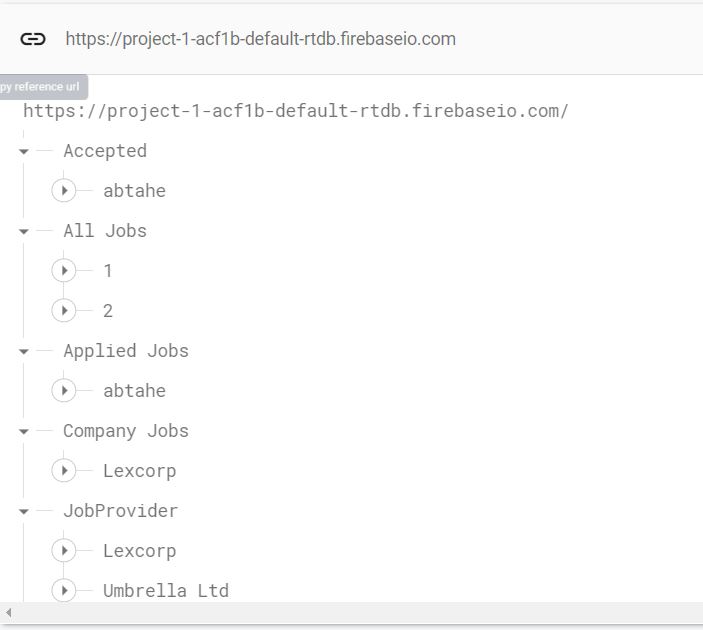 https://project-1-acf1b-default-rtdb.firebaseio.com
py reference url
https://project-1-acf1b-default-rtdb.firebaseio.com/
Accepted
abtahe
All Jobs
1
2
Applied Jobs
abtahe
Company Jobs
Lexcorp
JobProvider
Lexcorp
Umbrella Ltd